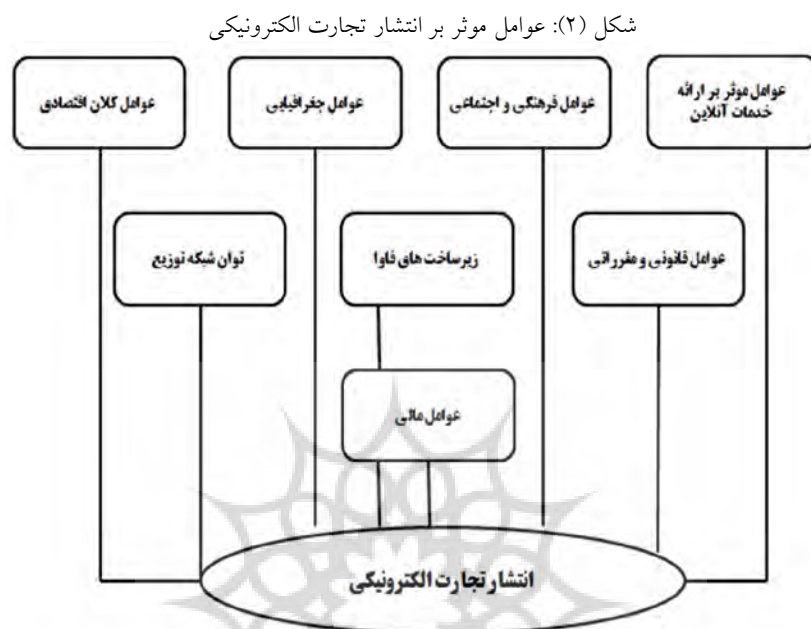 شکل (۲): عوامل موثر بر انتشار تجارت الکترونیکی
عوامل موثر بر ارائه
خدمات آنلاین
عوامل فرهنگی و اجتماعی
عوامل جغرافیایی
عوامل کلان اقتصادی
عوامل قانونی و مقرراتی
زیرساخت های فاوا
توان شبکه توزیع
عوامل مالی
انتشار تجارت الکترونیکی